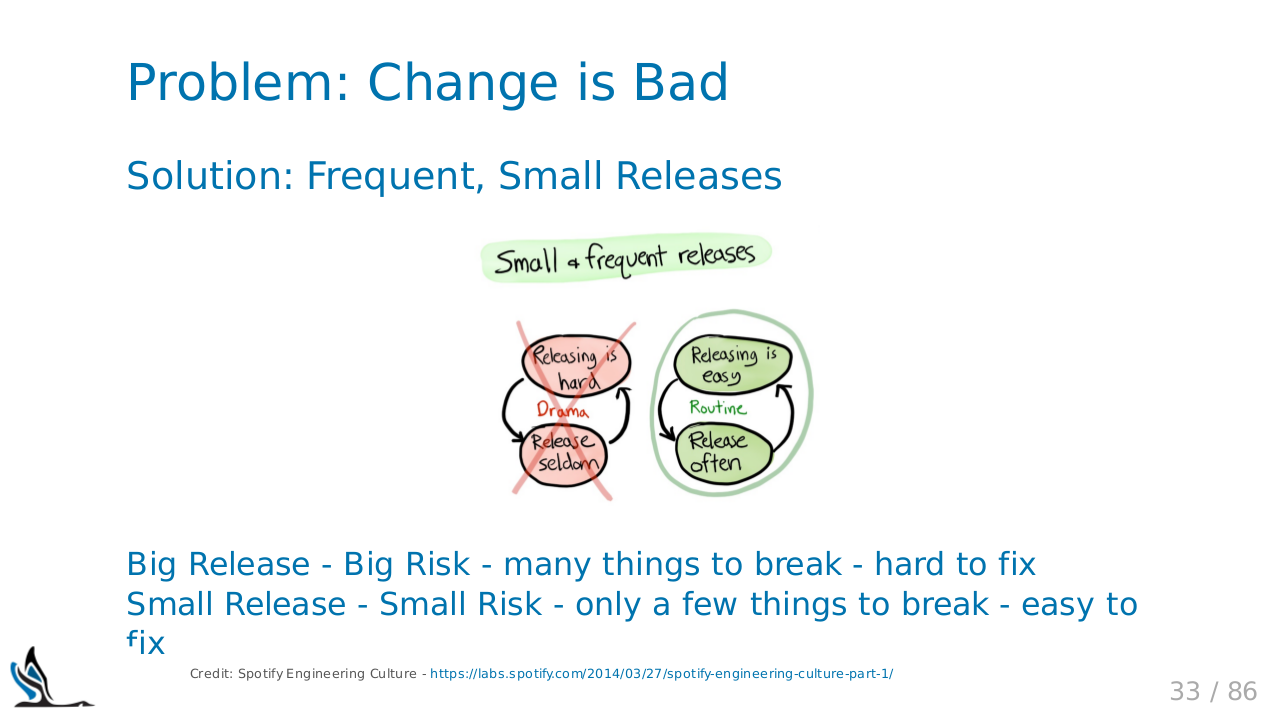 Problem: Change is Bad
Solution: Frequent, Small Releases
Small & frequent releases
Releasing is
hard
Drama
Release
seldom
Releasing is
easy
Routine
Release
often
Big Release - Big Risk - many things to break - hard to fix
Small Release - Small Risk - only a few things to break - easy to
fix
Credit: Spotify Engineering Culture - https://labs.spotify.com/2014/03/27/spotify-engineering-culture-part-1/
33 / 86